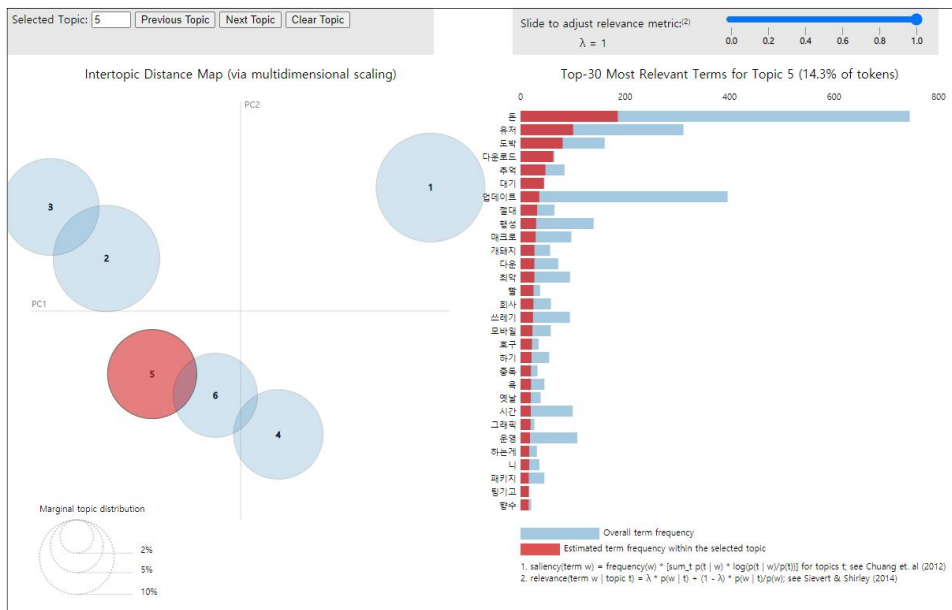 Selected Topic: 5 Previous Topic Next Topic Clear Topic
Slide to adjust relevance metric:(2)
λ = 1
0.0 0.2 0.4 0.6 0.8 1.0
Intertopic Distance Map (via multidimensional scaling)
PC2
PC1
1
3
2
5
6
4
Marginal topic distribution
2%
5%
10%
Top-30 Most Relevant Terms for Topic 5 (14.3% of tokens)
0 200 400 600 800
돈
유저
도박
다운로드
추억
대기
업데이트
절대
랭성
매크로
개돼지
다운
최악
빨
회사
쓰레기
모바일
호구
하기
중독
욕
옛날
시간
그래픽
운영
하는게
니
패키지
팅기고
향수
Overall term frequency
Estimated term frequency within the selected topic
1. saliency(term w) = frequency(w) * [sum_t p(t | w) * log(p(t | w)/p(t))] for topics t; see Chuang et. al (2012)
2. relevance(term w | topic t) = λ * p(w | t) + (1 - λ) * p(w | t)/p(w); see Sievert & Shirley (2014)